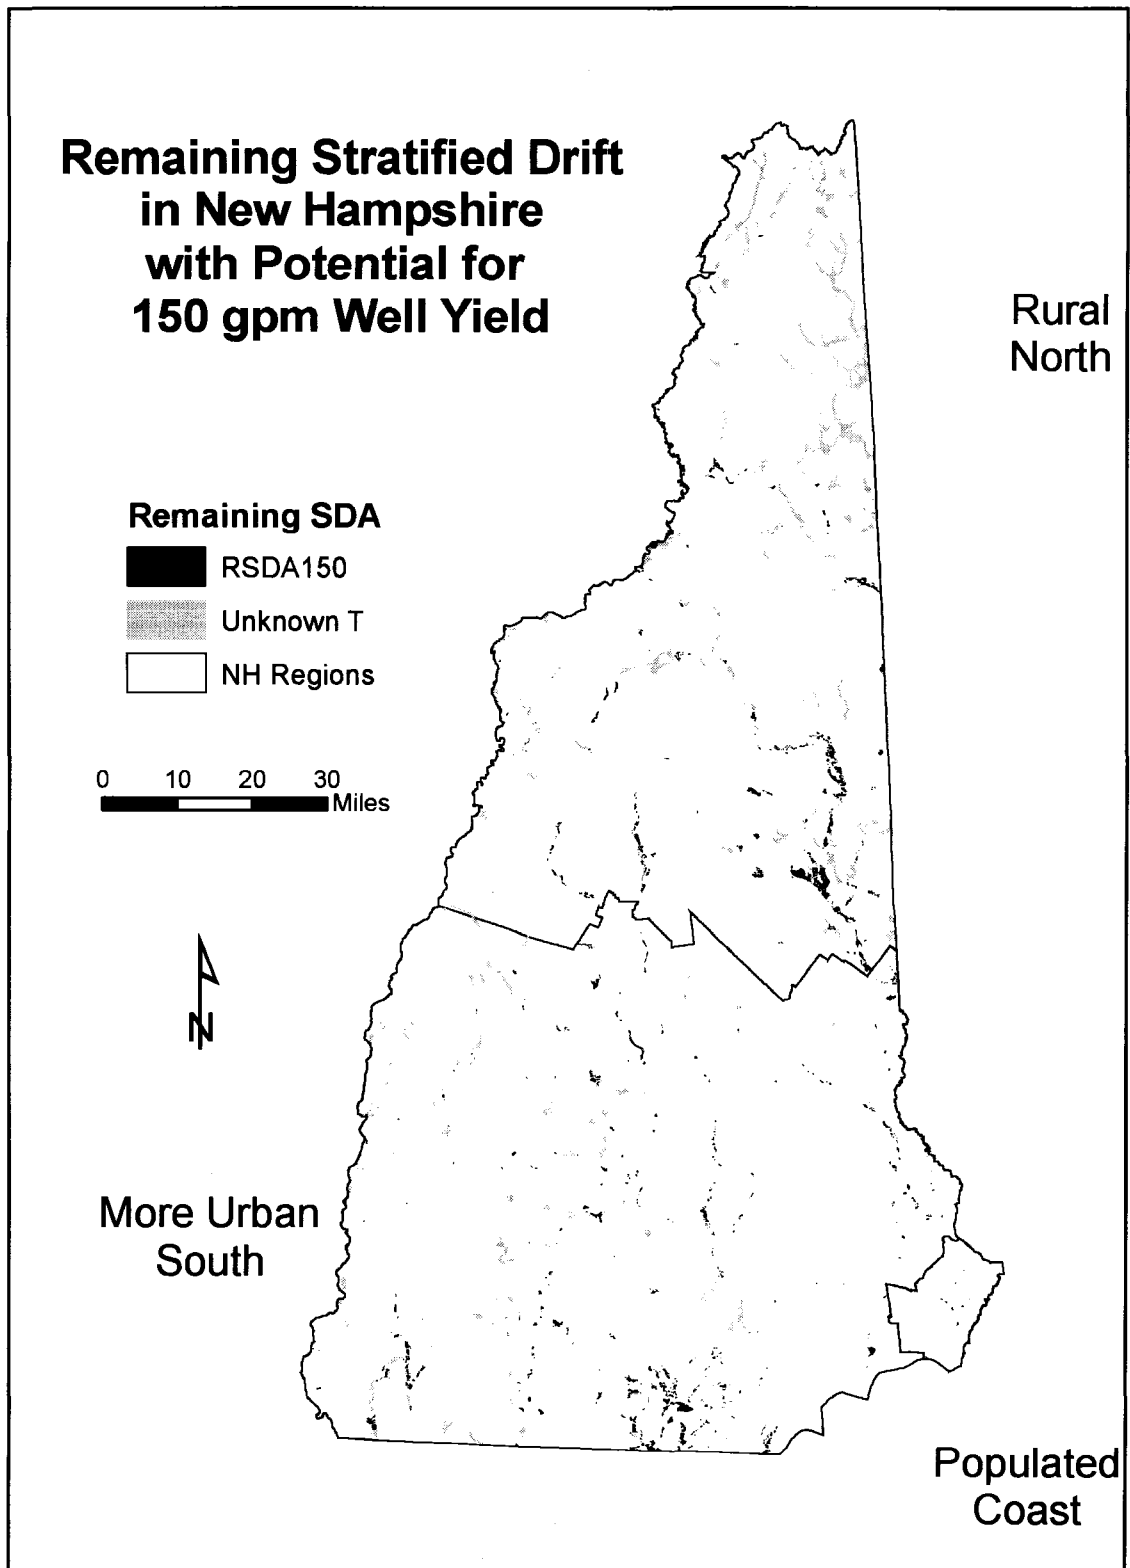 Remaining Stratified Drift
in New Hampshire
with Potential for
150 gpm Well Yield
Rural
North
Remaining SDA
RSDA150
Unknown T
NH Regions
0 10 20 30
Miles
N
More Urban
South
Populated
Coast